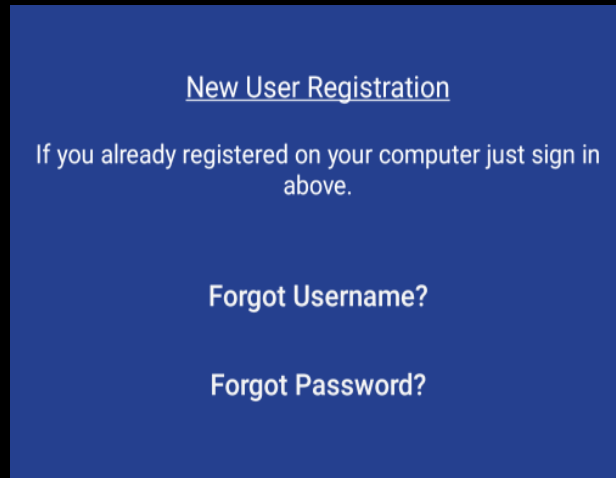 New User Registration
If you already registered on your computer just sign in
above.
Forgot Username?
Forgot Password?